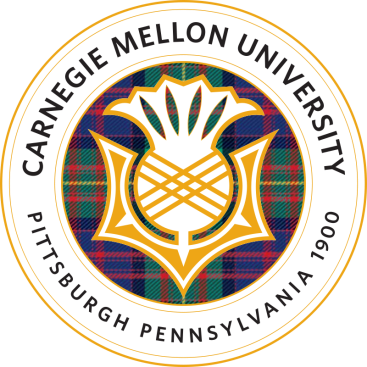 CARNEGIE MELLON UNIVERSITY
PITTSBURGH PENNSYLVANIA 1900